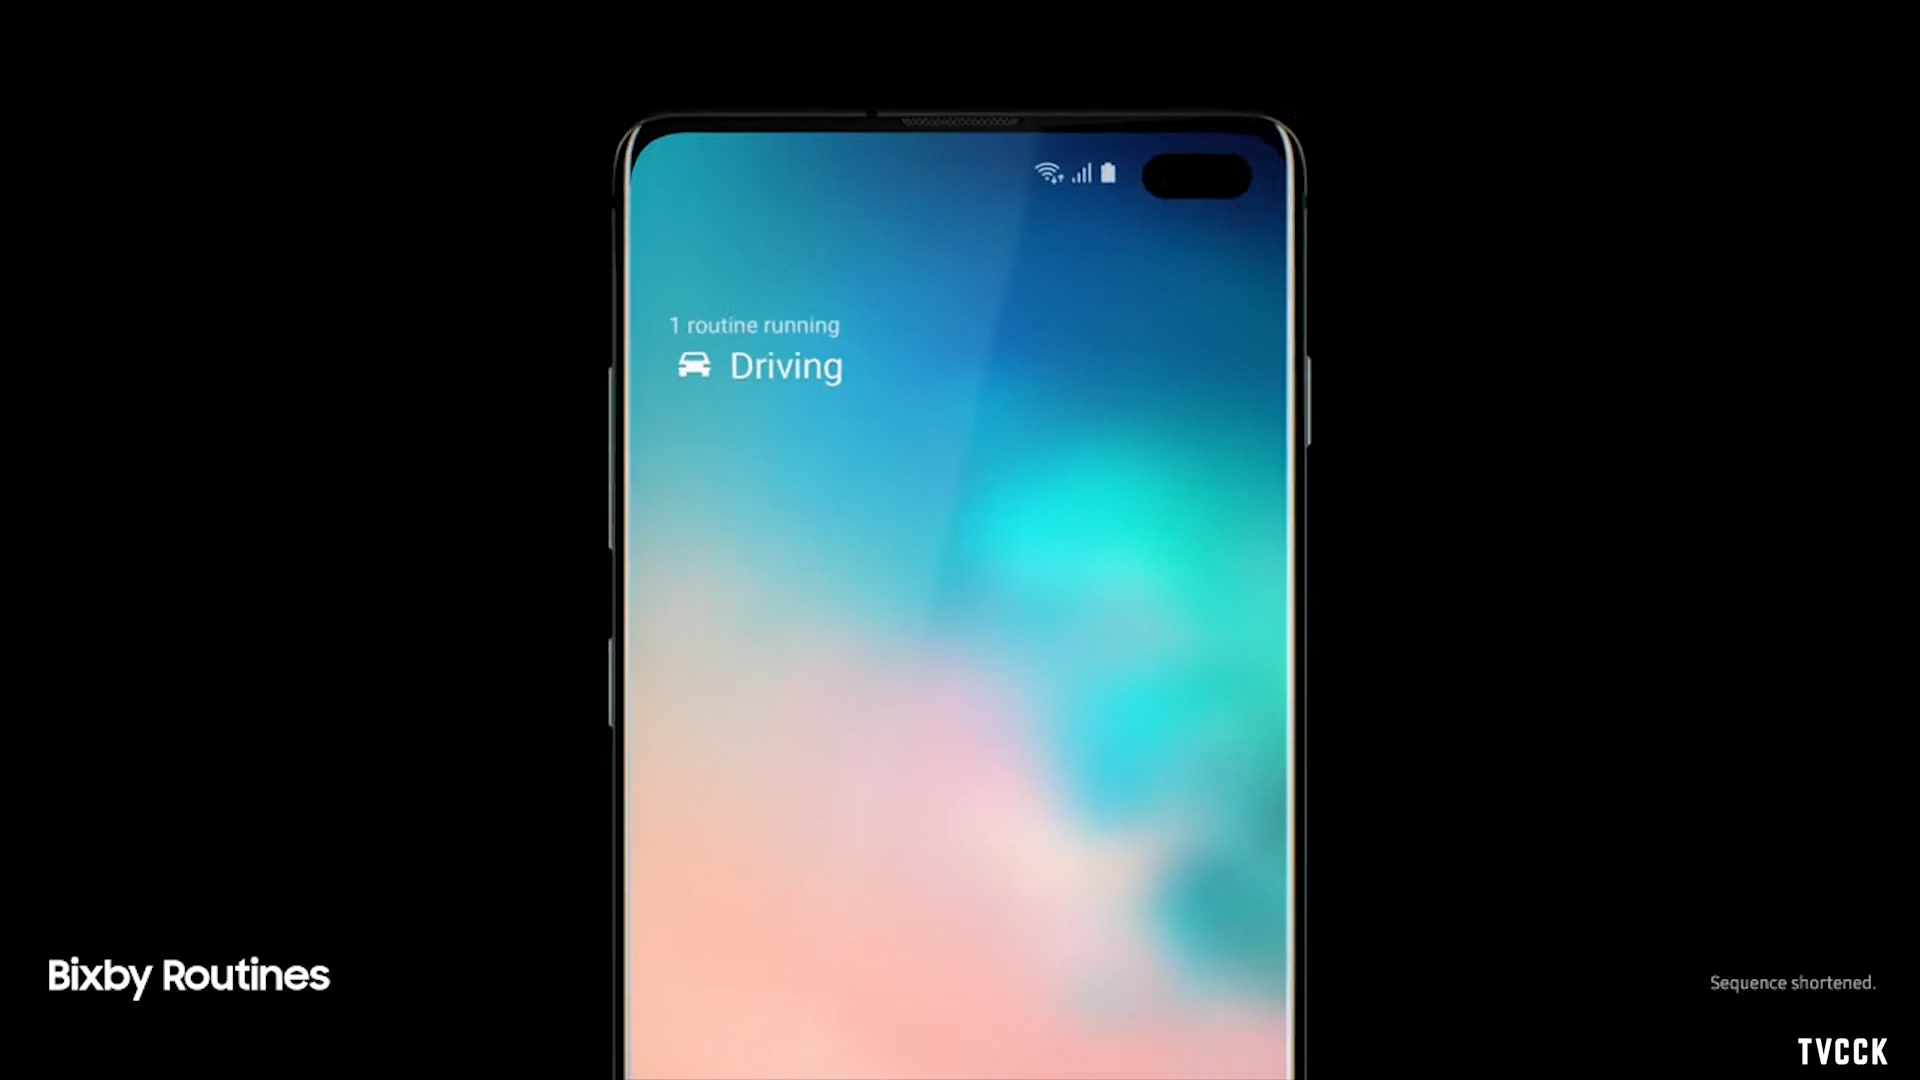 1 routine running
Driving
Bixby Routines
Sequence shortened.
TVCCK